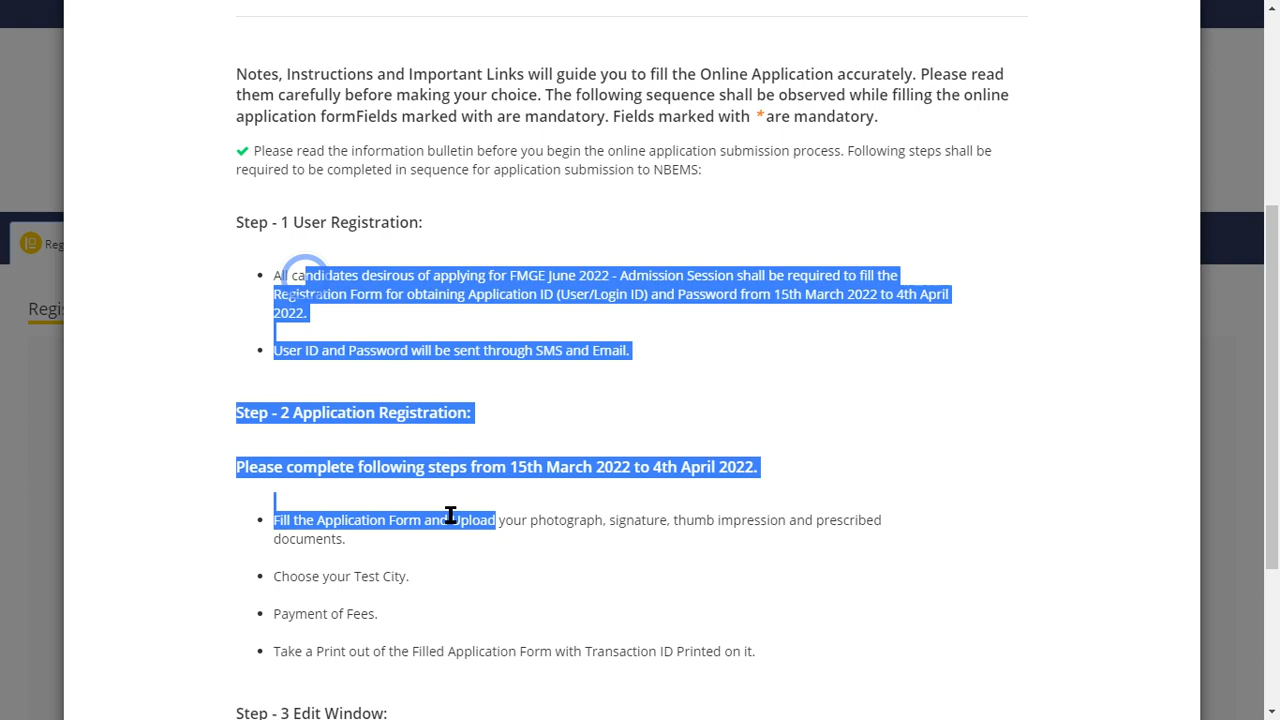 Notes, Instructions and Important Links will guide you to fill the Online Application accurately. Please read
them carefully before making your choice. The following sequence shall be observed while filling the online
application formFields marked with are mandatory. Fields marked with * are mandatory.
Please read the information bulletin before you begin the online application submission process. Following steps shall be
required to be completed in sequence for application submission to NBEMS:
Step - 1 User Registration:
Reg
Regi
• All candidates desirous of applying for FMGE June 2022 - Admission Session shall be required to fill the
Registration Form for obtaining Application ID (User/Login ID) and Password from 15th March 2022 to 4th April
2022.
• User ID and Password will be sent through SMS and Email.
Step - 2 Application Registration:
Please complete following steps from 15th March 2022 to 4th April 2022.
• Fill the Application Form and Upload your photograph, signature, thumb impression and prescribed
documents.
• Choose your Test City.
• Payment of Fees.
• Take a Print out of the Filled Application Form with Transaction ID Printed on it.
Step - 3 Edit Window: